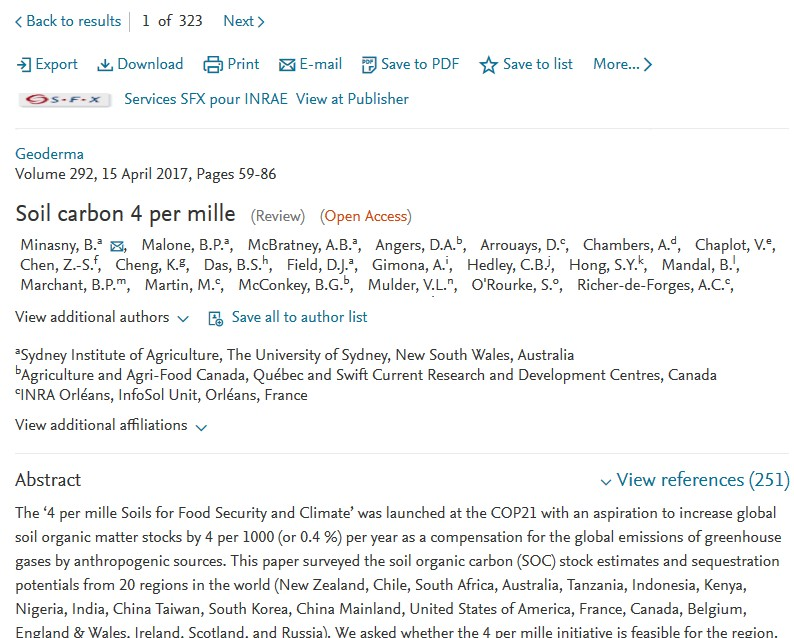 Back to results 1 of 323 Next
Export Download Print E-mail Save to PDF Save to list More...
S·F·X Services SFX pour INRAE View at Publisher
Geoderma
Volume 292, 15 April 2017, Pages 59-86
Soil carbon 4 per mille (Review) (Open Access)
Minasny, B.ᵃ, Malone, B.P.ᵃ, McBratney, A.B.ᵃ, Angers, D.A.ᵇ, Arrouays, D.ᶜ, Chambers, A.ᵈ, Chaplot, V.ᵉ,
Chen, Z.-S.ᶠ, Cheng, K.ᵍ, Das, B.S.ʰ, Field, D.J.ᵃ, Gimona, A.ⁱ, Hedley, C.B.ʲ, Hong, S.Y.ᵏ, Mandal, B.ˡ,
Marchant, B.P.ᵐ, Martin, M.ᶜ, McConkey, B.G.ᵇ, Mulder, V.L.ⁿ, O'Rourke, S.ᵒ, Richer-de-Forges, A.C.ᶜ,
View additional authors Save all to author list
ᵃSydney Institute of Agriculture, The University of Sydney, New South Wales, Australia
ᵇAgriculture and Agri-Food Canada, Québec and Swift Current Research and Development Centres, Canada
ᶜINRA Orléans, InfoSol Unit, Orléans, France
View additional affiliations
Abstract View references (251)
The ‘4 per mille Soils for Food Security and Climate’ was launched at the COP21 with an aspiration to increase global
soil organic matter stocks by 4 per 1000 (or 0.4 %) per year as a compensation for the global emissions of greenhouse
gases by anthropogenic sources. This paper surveyed the soil organic carbon (SOC) stock estimates and sequestration
potentials from 20 regions in the world (New Zealand, Chile, South Africa, Australia, Tanzania, Indonesia, Kenya,
Nigeria, India, China Taiwan, South Korea, China Mainland, United States of America, France, Canada, Belgium,
England & Wales, Ireland, Scotland, and Russia). We asked whether the 4 per mille initiative is feasible for the region.